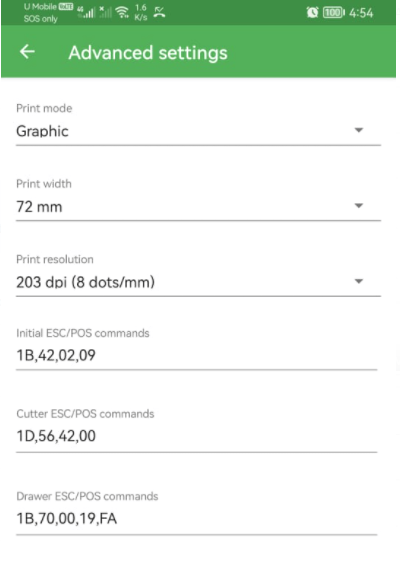 U Mobile VoLTE 4G 1.6 100 4:54
SOS only K/s
Advanced settings
Print mode
Graphic
Print width
72 mm
Print resolution
203 dpi (8 dots/mm)
Initial ESC/POS commands
1B,42,02,09
Cutter ESC/POS commands
1D,56,42,00
Drawer ESC/POS commands
1B,70,00,19,FA